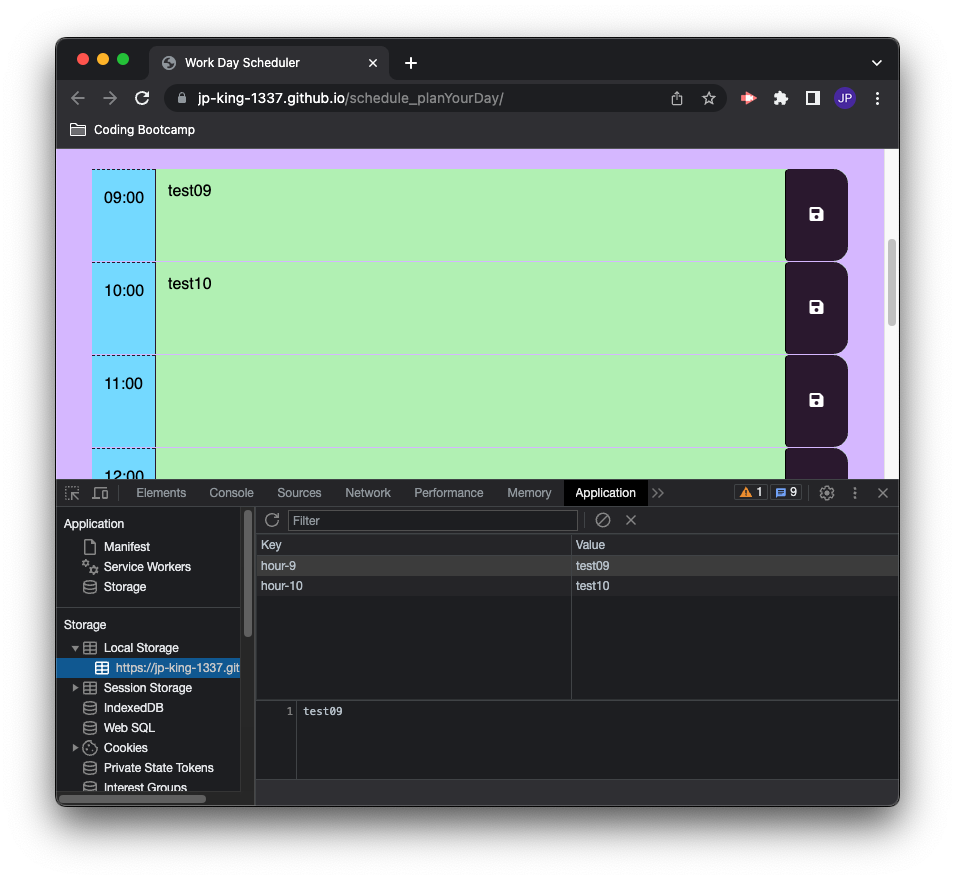 Work Day Scheduler
jp-king-1337.github.io/schedule_planYourDay/
JP
Coding Bootcamp
09:00 test09
10:00 test10
11:00
12:00
Elements Console Sources Network Performance Memory Application 1 9
Application
Manifest
Service Workers
Storage
Storage
Local Storage
https://jp-king-1337.git
Session Storage
IndexedDB
Web SQL
Cookies
Private State Tokens
Interest Groups
Filter
Key Value
hour-9 test09
hour-10 test10
1 test09